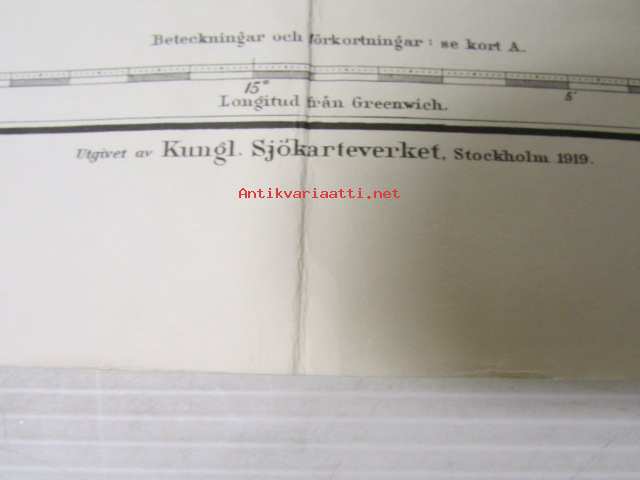 Beteckningar och förkortningar: se kort A.
15° 5'
Longitud från Greenwich.
Utgivet av Kungl. Sjökarteverket, Stockholm 1919.
Antikvariaatti.net